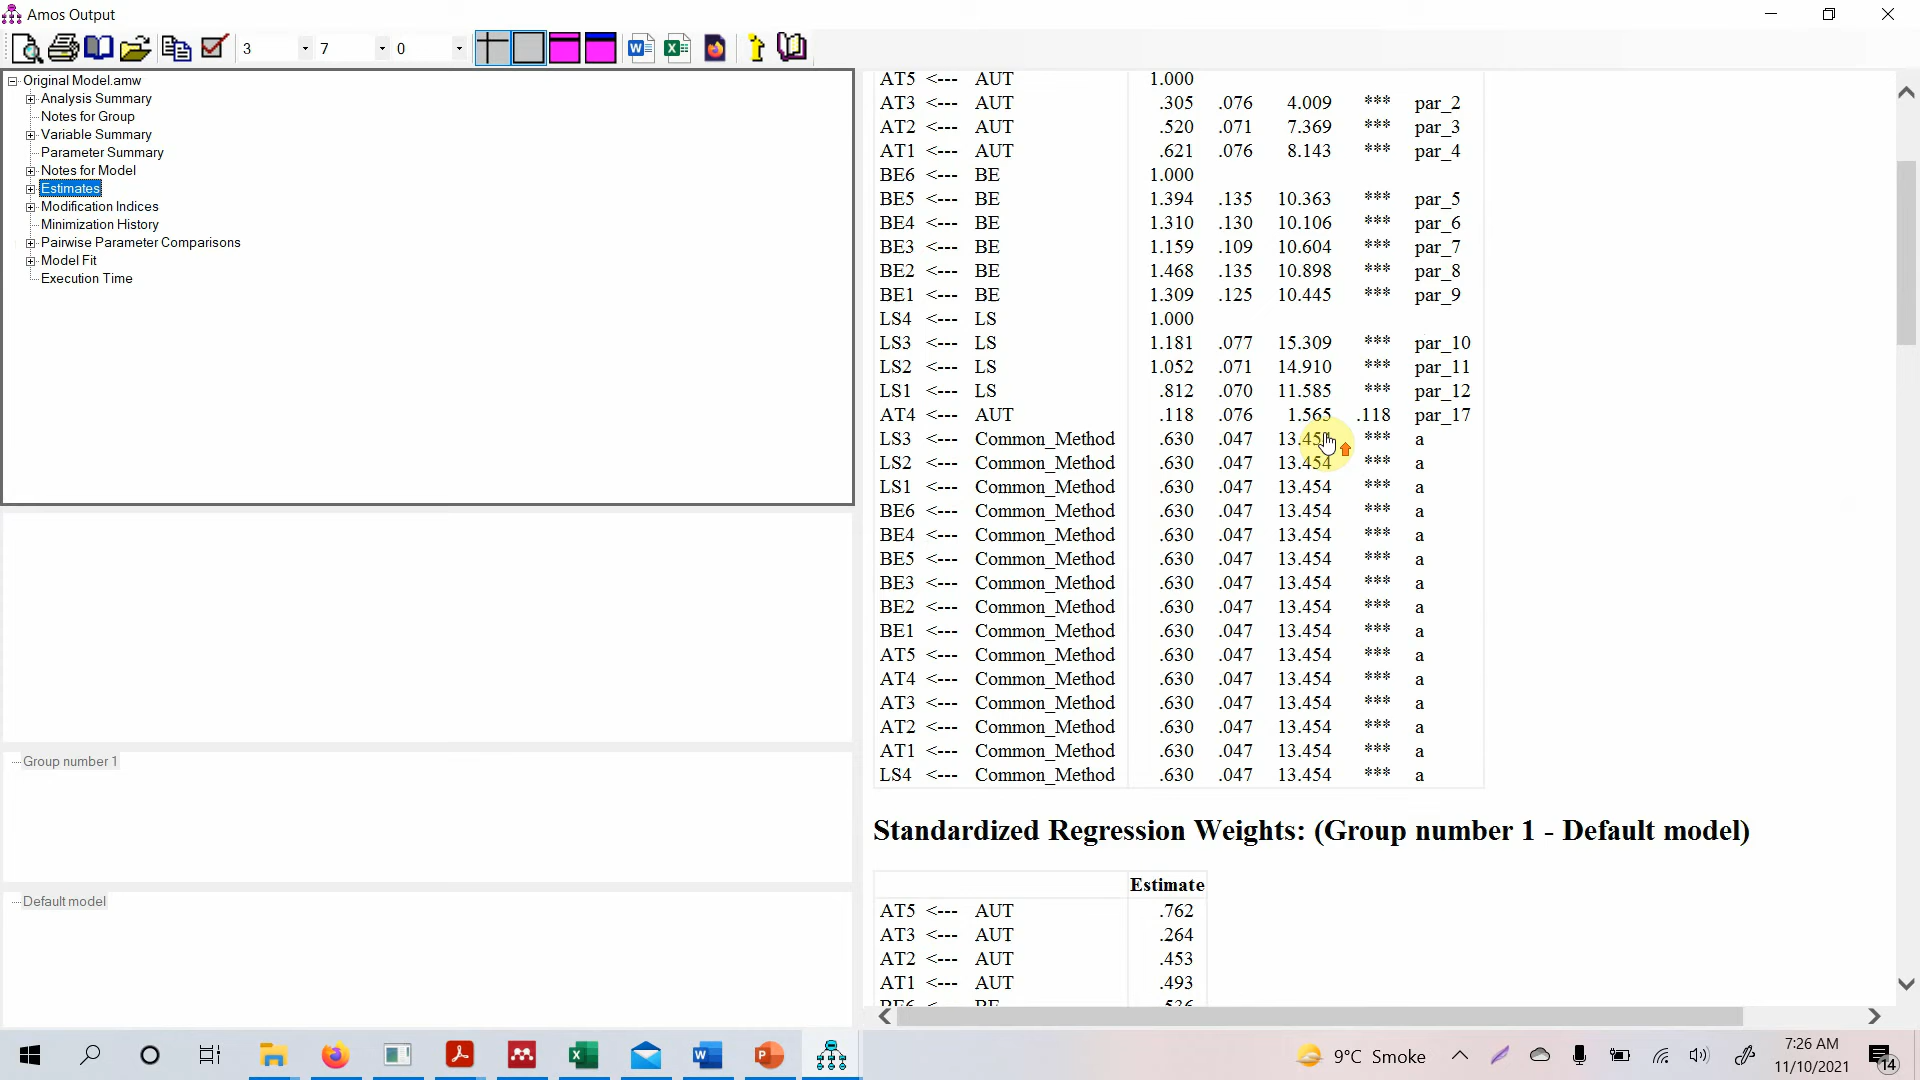 Amos Output
3 7 0
Original Model.amw
Analysis Summary
Notes for Group
Variable Summary
Parameter Summary
Notes for Model
Estimates
Modification Indices
Minimization History
Pairwise Parameter Comparisons
Model Fit
Execution Time
Group number 1
Default model
AT5 <--- AUT 1.000
AT3 <--- AUT .305 .076 4.009 *** par_2
AT2 <--- AUT .520 .071 7.369 *** par_3
AT1 <--- AUT .621 .076 8.143 *** par_4
BE6 <--- BE 1.000
BE5 <--- BE 1.394 .135 10.363 *** par_5
BE4 <--- BE 1.310 .130 10.106 *** par_6
BE3 <--- BE 1.159 .109 10.604 *** par_7
BE2 <--- BE 1.468 .135 10.898 *** par_8
BE1 <--- BE 1.309 .125 10.445 *** par_9
LS4 <--- LS 1.000
LS3 <--- LS 1.181 .077 15.309 *** par_10
LS2 <--- LS 1.052 .071 14.910 *** par_11
LS1 <--- LS .812 .070 11.585 *** par_12
AT4 <--- AUT .118 .076 1.565 .118 par_17
LS3 <--- Common_Method .630 .047 *** a
LS2 <--- Common_Method .630 .047 13.454 *** a
LS1 <--- Common_Method .630 .047 13.454 *** a
BE6 <--- Common_Method .630 .047 13.454 *** a
BE4 <--- Common_Method .630 .047 13.454 *** a
BE5 <--- Common_Method .630 .047 13.454 *** a
BE3 <--- Common_Method .630 .047 13.454 *** a
BE2 <--- Common_Method .630 .047 13.454 *** a
BE1 <--- Common_Method .630 .047 13.454 *** a
AT5 <--- Common_Method .630 .047 13.454 *** a
AT4 <--- Common_Method .630 .047 13.454 *** a
AT3 <--- Common_Method .630 .047 13.454 *** a
AT2 <--- Common_Method .630 .047 13.454 *** a
AT1 <--- Common_Method .630 .047 13.454 *** a
LS4 <--- Common_Method .630 .047 13.454 *** a
Standardized Regression Weights: (Group number 1 - Default model)
Estimate
AT5 <--- AUT .762
AT3 <--- AUT .264
AT2 <--- AUT .453
AT1 <--- AUT .493
BE6 <--- BE .536
9°C Smoke
7:26 AM
11/10/2021
14